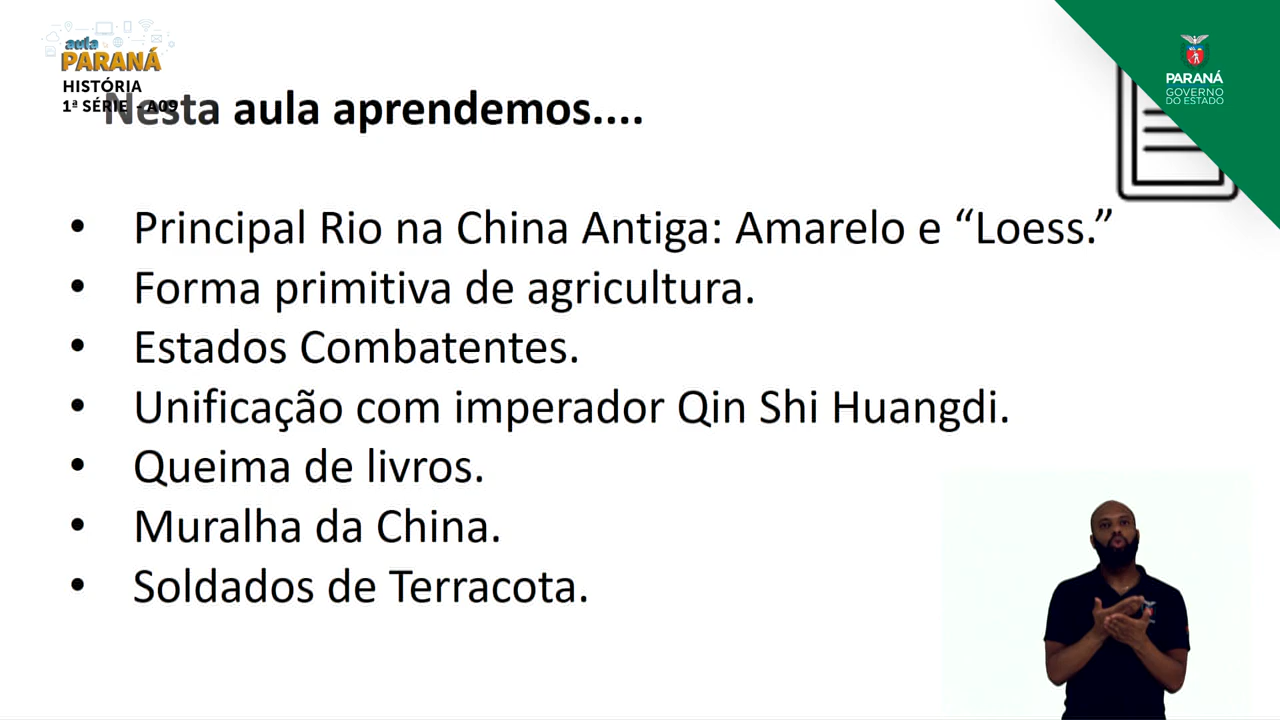 aula
PARANÁ
HISTÓRIA
1ª SÉRIE - A09
Nesta aula aprendemos....
PARANÁ
GOVERNO
DO ESTADO
• Principal Rio na China Antiga: Amarelo e “Loess.”
• Forma primitiva de agricultura.
• Estados Combatentes.
• Unificação com imperador Qin Shi Huangdi.
• Queima de livros.
• Muralha da China.
• Soldados de Terracota.